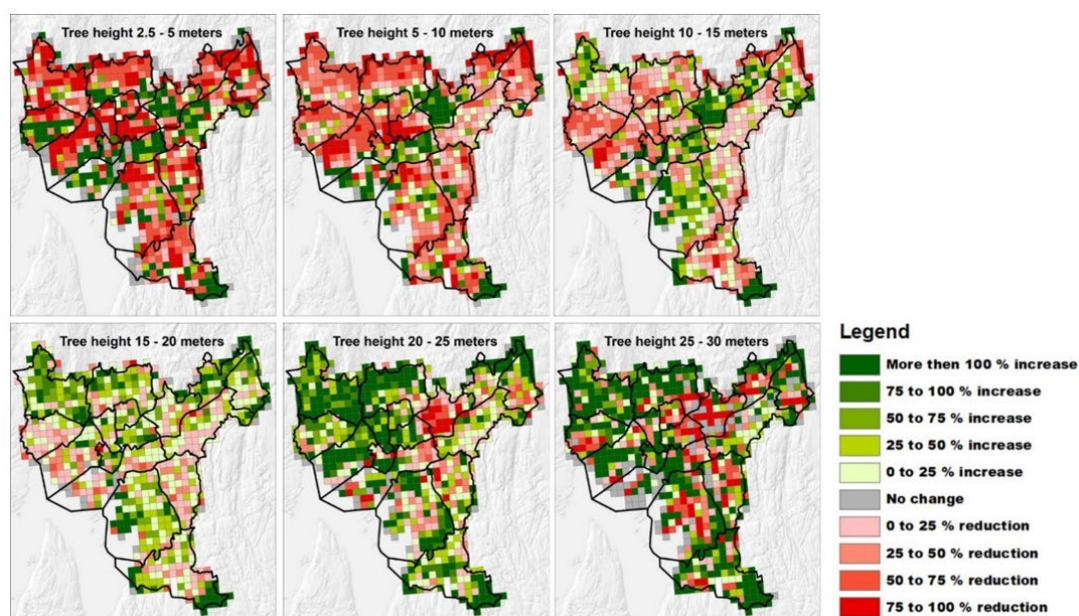 Tree height 2.5 - 5 meters
Tree height 5 - 10 meters
Tree height 10 - 15 meters
Tree height 15 - 20 meters
Tree height 20 - 25 meters
Tree height 25 - 30 meters
Legend
More then 100 % increase
75 to 100 % increase
50 to 75 % increase
25 to 50 % increase
0 to 25 % increase
No change
0 to 25 % reduction
25 to 50 % reduction
50 to 75 % reduction
75 to 100 % reduction